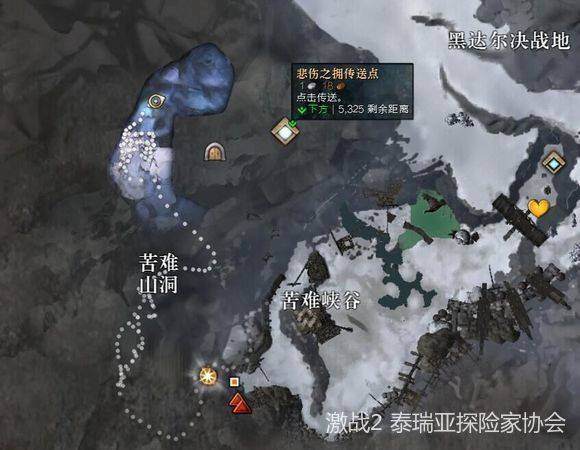 黑达尔决战地
悲伤之拥传送点
1 18
点击传送。
下方 | 5,325 剩余距离
苦难
山洞
苦难峡谷
激战2 泰瑞亚探险家协会